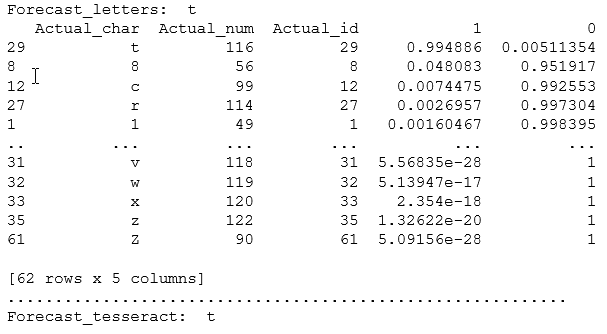 Forecast_letters:  t
   Actual_char  Actual_num  Actual_id            1           0
29           t         116         29     0.994886  0.00511354
8            8          56          8     0.048083    0.951917
12           c          99         12    0.0074475    0.992553
27           r         114         27    0.0026957    0.997304
1            1          49          1   0.00160467    0.998395
..         ...         ...        ...          ...         ...
31           v         118         31  5.56835e-28           1
32           w         119         32  5.13947e-17           1
33           x         120         33    2.354e-18           1
35           z         122         35  1.32622e-20           1
61           Z          90         61  5.09156e-28           1
[62 rows x 5 columns]
......................................................................
Forecast_tesseract:  t